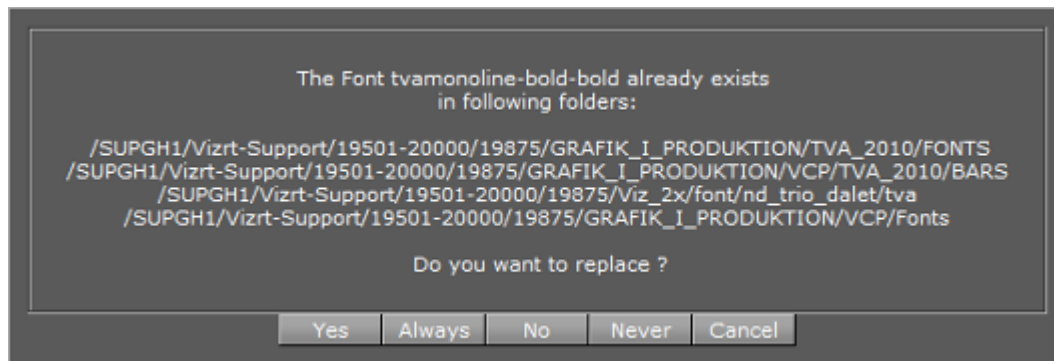 The Font tvamonoline-bold-bold already exists
in following folders:
/SUPGH1/Vizrt-Support/19501-20000/19875/GRAFIK_I_PRODUKTION/TVA_2010/FONTS
/SUPGH1/Vizrt-Support/19501-20000/19875/GRAFIK_I_PRODUKTION/VCP/TVA_2010/BARS
/SUPGH1/Vizrt-Support/19501-20000/19875/Viz_2x/font/nd_trio_dalet/tva
/SUPGH1/Vizrt-Support/19501-20000/19875/GRAFIK_I_PRODUKTION/VCP/Fonts
Do you want to replace ?
Yes Always No Never Cancel